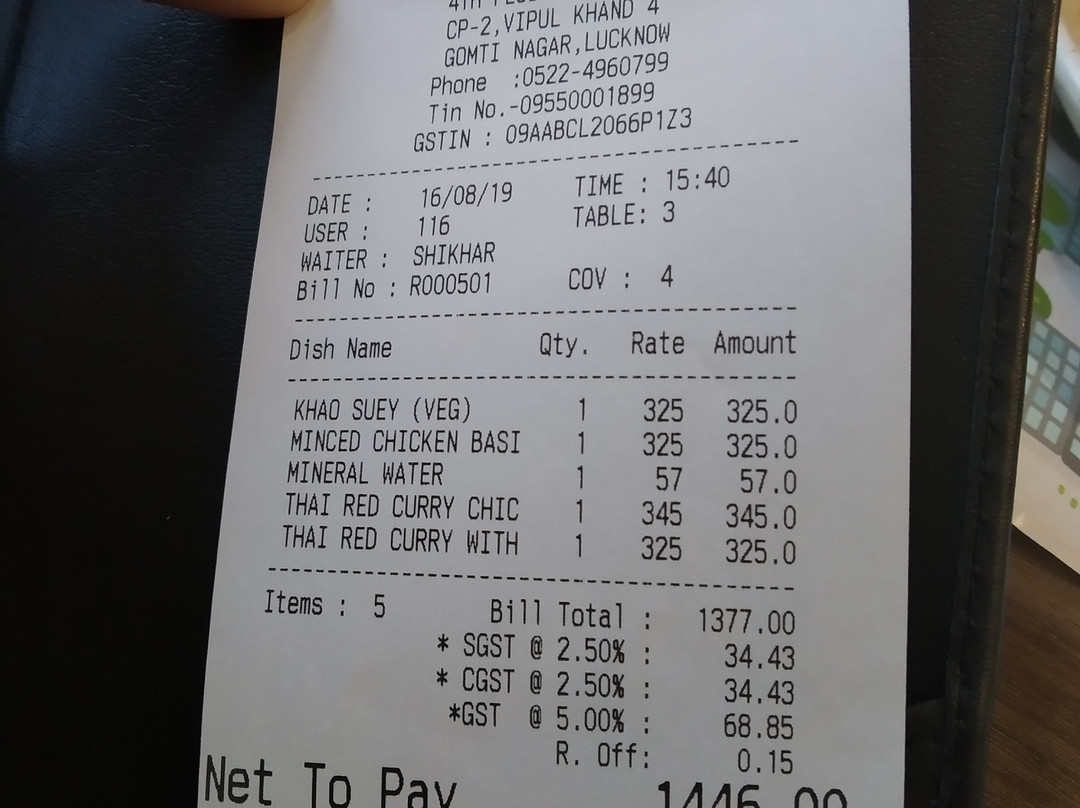 CP-2,VIPUL KHAND 4
GOMTI NAGAR,LUCKNOW
Phone :0522-4960799
Tin No.-09550001899
GSTIN : 09AABCL2066P1Z3
DATE : 16/08/19 TIME : 15:40
USER : 116 TABLE: 3
WAITER : SHIKHAR
Bill No : R000501 COV : 4
Dish Name Qty. Rate Amount
KHAO SUEY (VEG) 1 325 325.0
MINCED CHICKEN BASI 1 325 325.0
MINERAL WATER 1 57 57.0
THAI RED CURRY CHIC 1 345 345.0
THAI RED CURRY WITH 1 325 325.0
Items : 5 Bill Total : 1377.00
* SGST @ 2.50% : 34.43
* CGST @ 2.50% : 34.43
*GST @ 5.00% : 68.85
R. Off: 0.15
Net To Pay 1446.00